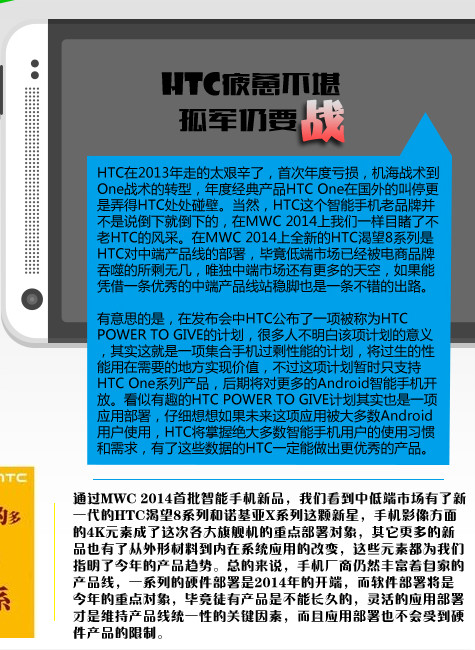 HTC疲惫不堪
孤军仍要战
HTC在2013年走的太艰辛了，首次年度亏损，机海战术到
One战术的转型，年度经典产品HTC One在国外的叫停更
是弄得HTC处处碰壁。当然，HTC这个智能手机老品牌并
不是说倒下就倒下的，在MWC 2014上我们一样目睹了不
老HTC的风采。在MWC 2014上全新的HTC渴望8系列是
HTC对中端产品线的部署，毕竟低端市场已经被电商品牌
吞噬的所剩无几，唯独中端市场还有更多的天空，如果能
凭借一条优秀的中端产品线站稳脚也是一条不错的出路。
有意思的是，在发布会中HTC公布了一项被称为HTC
POWER TO GIVE的计划，很多人不明白该项计划的意义
，其实这就是一项集合手机过剩性能的计划，将过生的性
能用在需要的地方实现价值，不过这项计划暂时只支持
HTC One系列产品，后期将对更多的Android智能手机开
放。看似有趣的HTC POWER TO GIVE计划其实也是一项
应用部署，仔细想想如果未来这项应用被大多数Android
用户使用，HTC将掌握绝大多数智能手机用户的使用习惯
和需求，有了这些数据的HTC一定能做出更优秀的产品。
HTC
的多
系
通过MWC 2014首批智能手机新品，我们看到中低端市场有了新
一代的HTC渴望8系列和诺基亚X系列这颗新星，手机影像方面
的4K元素成了这次各大旗舰机的重点部署对象，其它更多的新
品也有了从外形材料到内在系统应用的改变，这些元素都为我们
指明了今年的产品趋势。总的来说，手机厂商仍然丰富着自家的
产品线，一系列的硬件部署是2014年的开端，而软件部署将是
今年的重点对象，毕竟徒有产品是不能长久的，灵活的应用部署
才是维持产品线统一性的关键因素，而且应用部署也不会受到硬
件产品的限制。